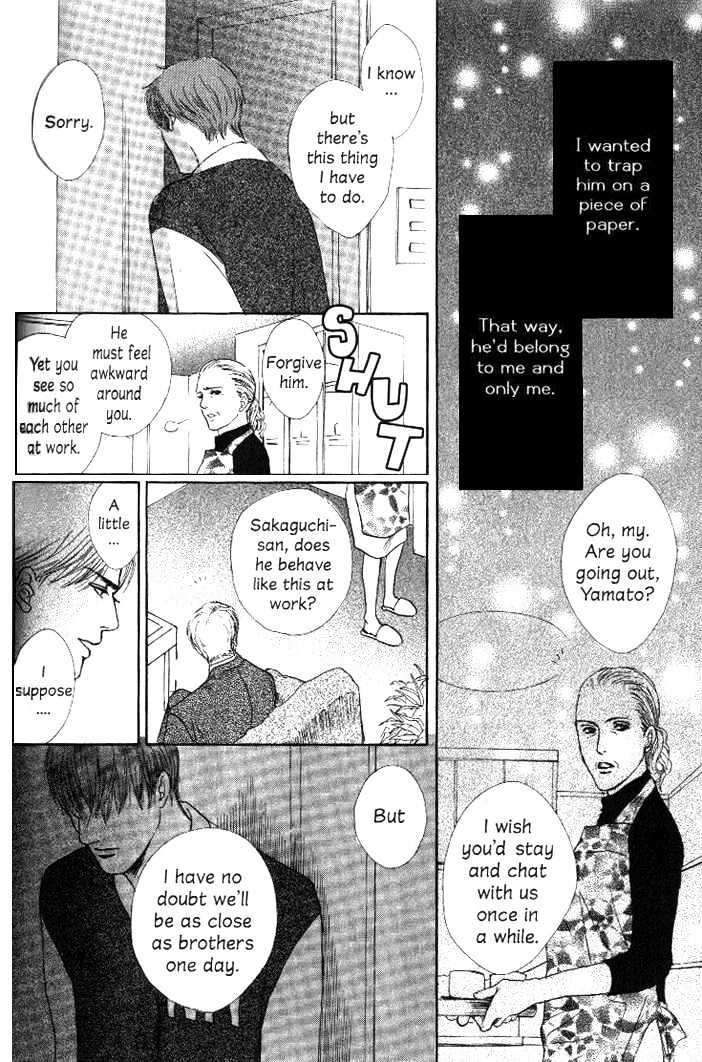 I wanted
to trap
him on a
piece of
paper.
That way,
he'd belong
to me and
only me.
Oh, my.
Are you
going out,
Yamato?
I wish
you'd stay
and chat
with us
once in
a while.
I know
...
but
there's
this thing
I have
to do.
Sorry.
SHUT
Forgive
him.
He
must feel
awkward
around
you.
Yet you
see so
much of
each other
at work.
Sakaguchi-
san, does
he behave
like this at
work?
A
little
...
I
suppose
....
But
I have no
doubt we'll
be as close
as brothers
one day.